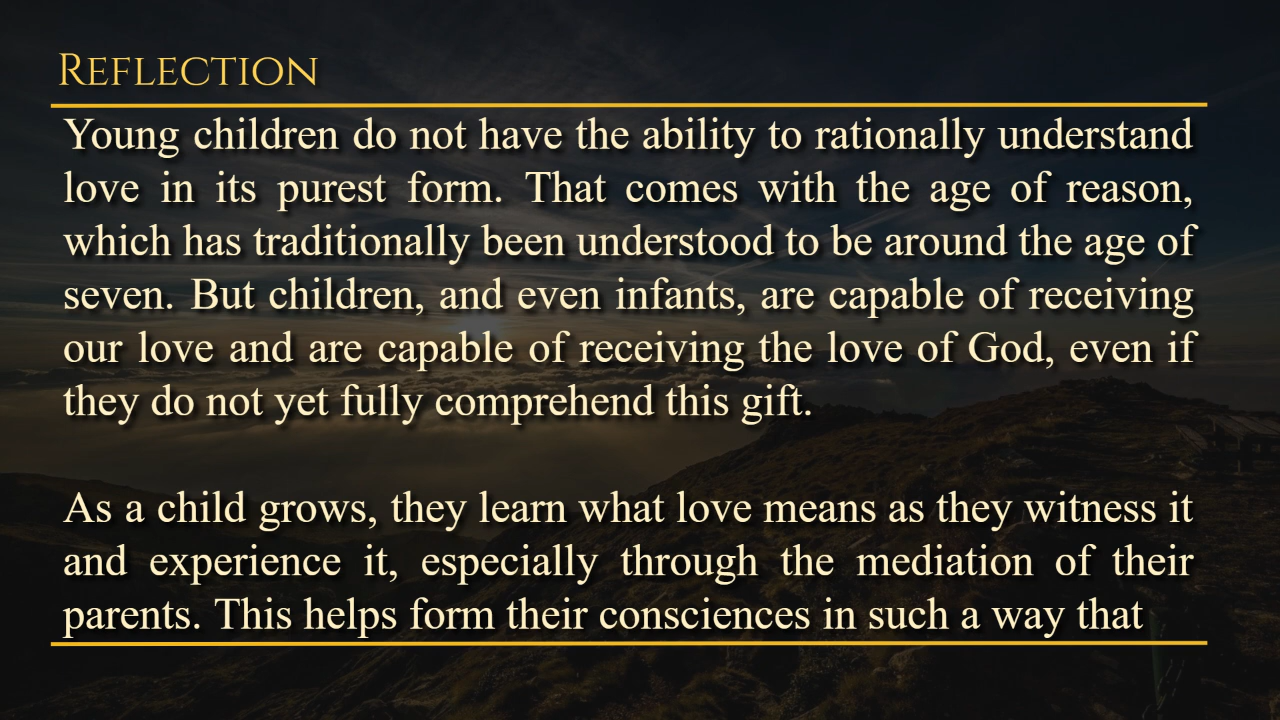 Reflection
Young children do not have the ability to rationally understand
love in its purest form. That comes with the age of reason,
which has traditionally been understood to be around the age of
seven. But children, and even infants, are capable of receiving
our love and are capable of receiving the love of God, even if
they do not yet fully comprehend this gift.
As a child grows, they learn what love means as they witness it
and experience it, especially through the mediation of their
parents. This helps form their consciences in such a way that